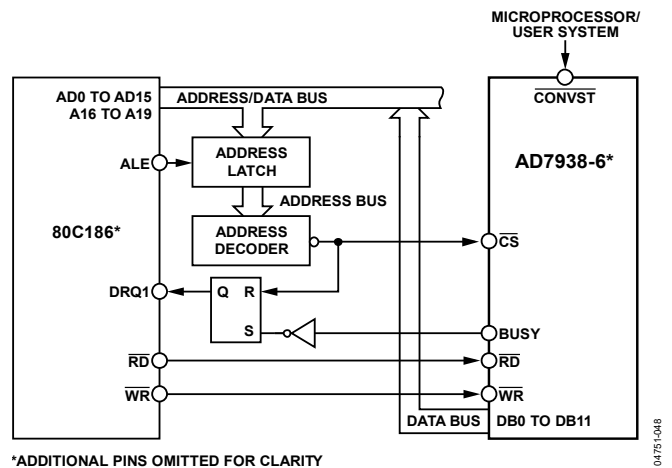 MICROPROCESSOR/
USER SYSTEM
CONVST
AD0 TO AD15
A16 TO A19
ADDRESS/DATA BUS
ALE
ADDRESS
LATCH
AD7938-6*
ADDRESS BUS
80C186*
ADDRESS
DECODER
CS
DRQ1
Q R
S
BUSY
RD
RD
WR
WR
DATA BUS
DB0 TO DB11
*ADDITIONAL PINS OMITTED FOR CLARITY
04751-048